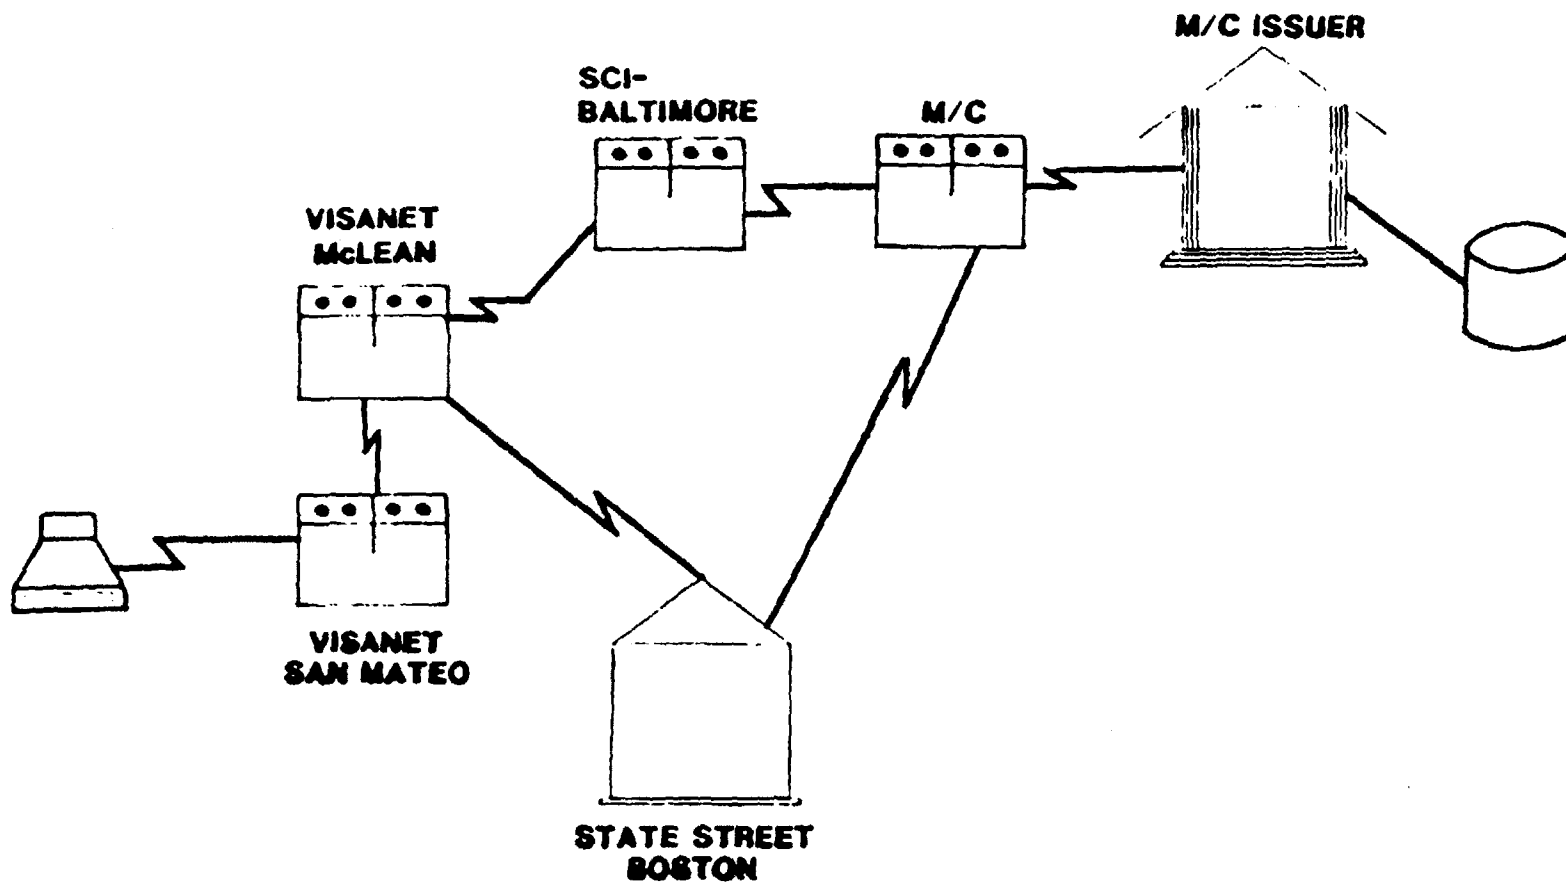 M/C ISSUER
SCI-
BALTIMORE
M/C
VISANET
McLEAN
VISANET
SAN MATEO
STATE STREET
BOSTON